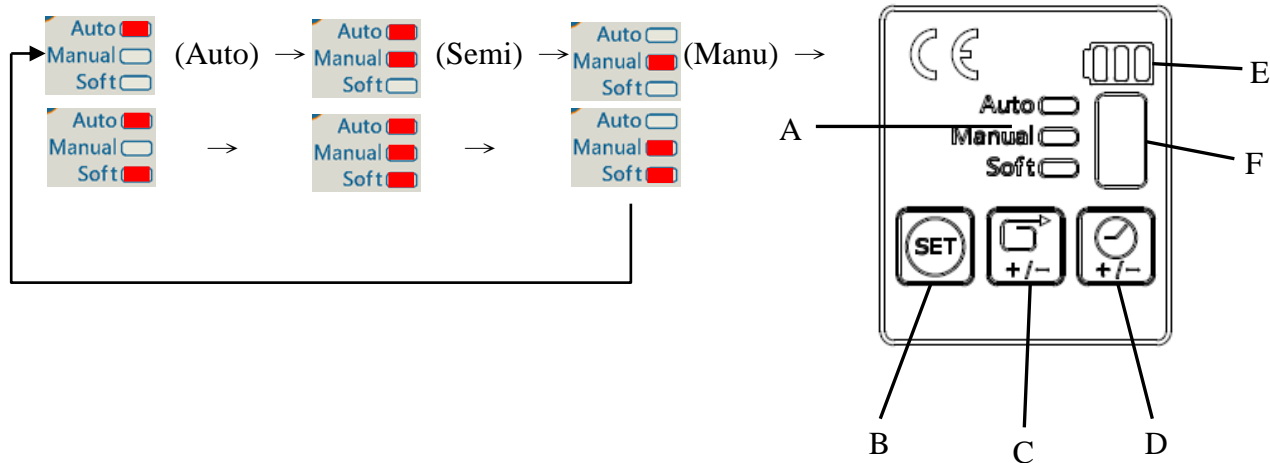 Auto
Manual
Soft
(Auto) →
Auto
Manual
Soft
(Semi) →
Auto
Manual
Soft
(Manu) →
Auto
Manual
Soft
→
Auto
Manual
Soft
→
Auto
Manual
Soft
CE
E
Auto
A
Manual
Soft
F
SET
+/−
+/−
B
C
D